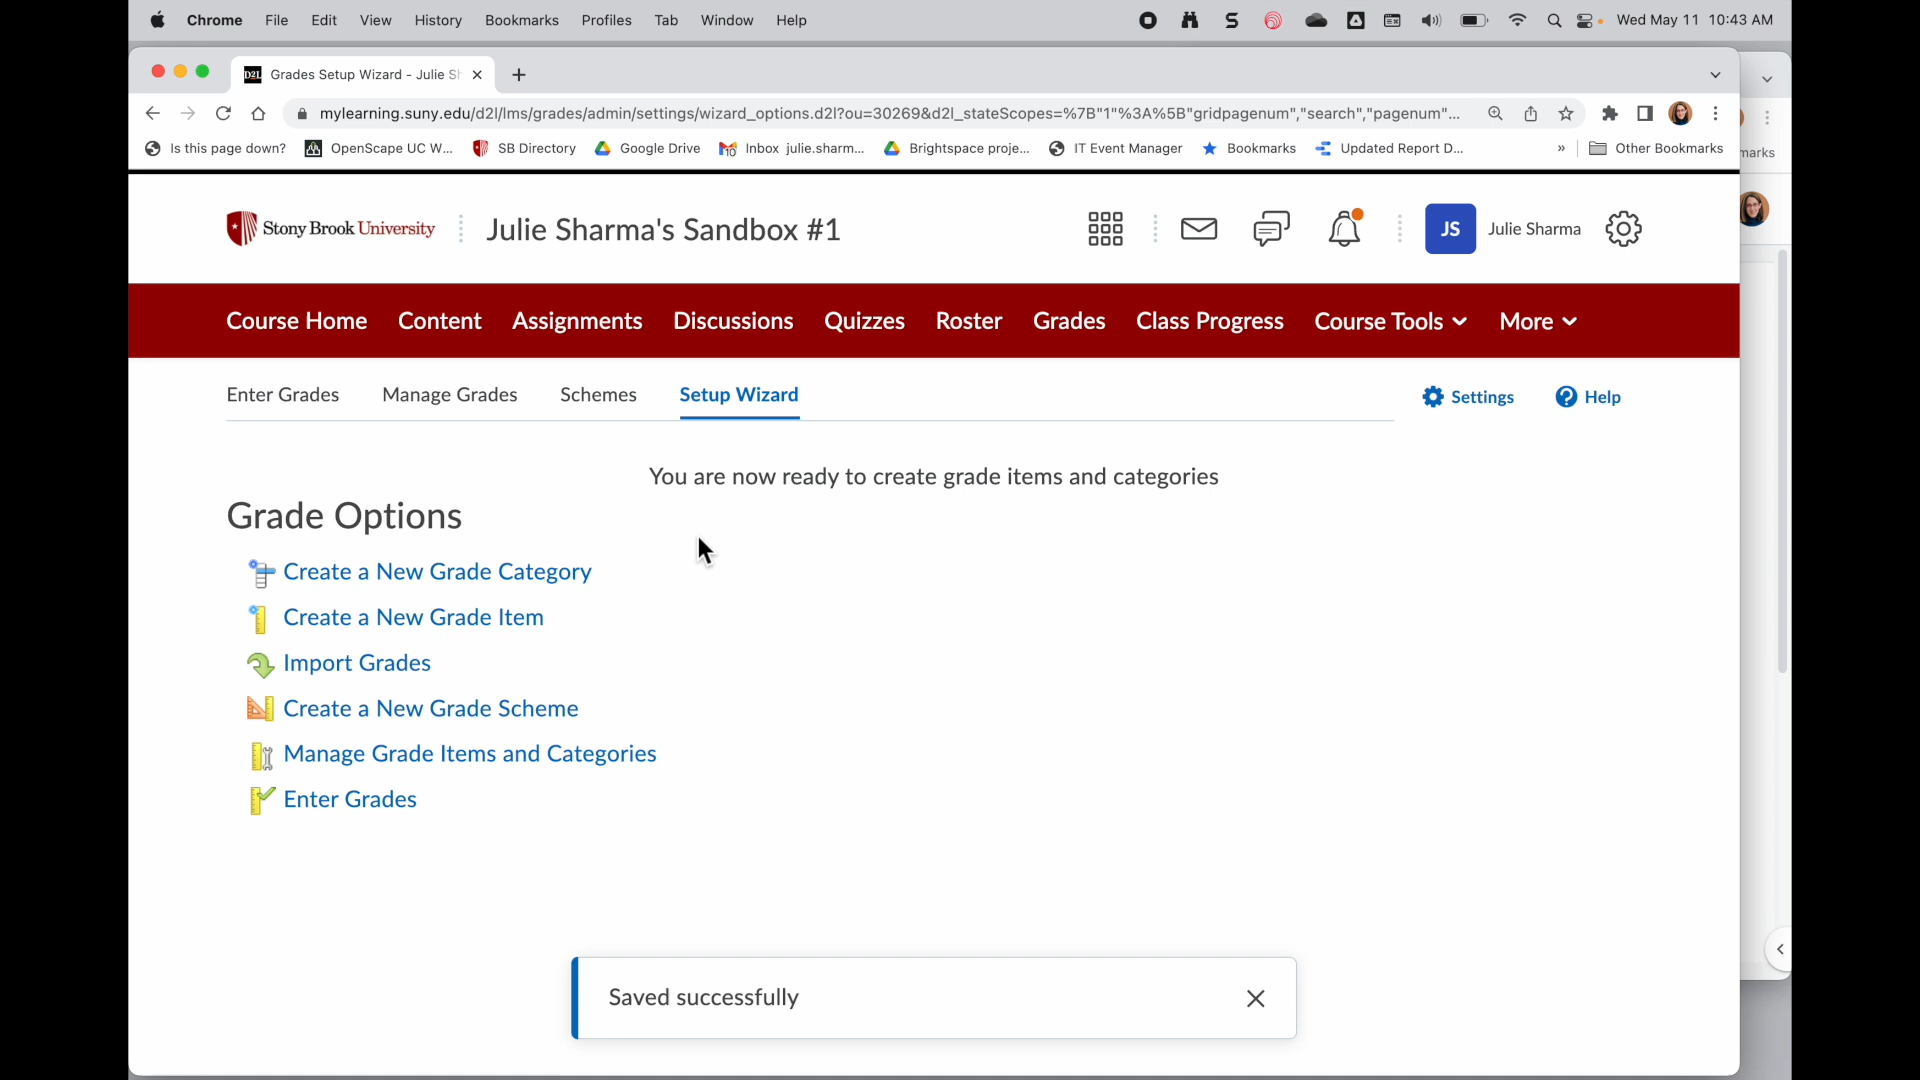 Chrome File Edit View History Bookmarks Profiles Tab Window Help Wed May 11 10:43 AM
D2L Grades Setup Wizard - Julie Sh
mylearning.suny.edu/d2l/lms/grades/admin/settings/wizard_options.d2l?ou=30269&d2l_stateScopes=%7B"1"%3A%5B"gridpagenum","search","pagenum"...
Is this page down? OpenScape UC W... SB Directory Google Drive Inbox julie.sharm... Brightspace proje... IT Event Manager Bookmarks Updated Report D... » Other Bookmarks marks
Stony Brook University Julie Sharma's Sandbox #1 JS Julie Sharma
Course Home Content Assignments Discussions Quizzes Roster Grades Class Progress Course Tools More
Enter Grades Manage Grades Schemes Setup Wizard Settings Help
You are now ready to create grade items and categories
Grade Options
Create a New Grade Category
Create a New Grade Item
Import Grades
Create a New Grade Scheme
Manage Grade Items and Categories
Enter Grades
Saved successfully